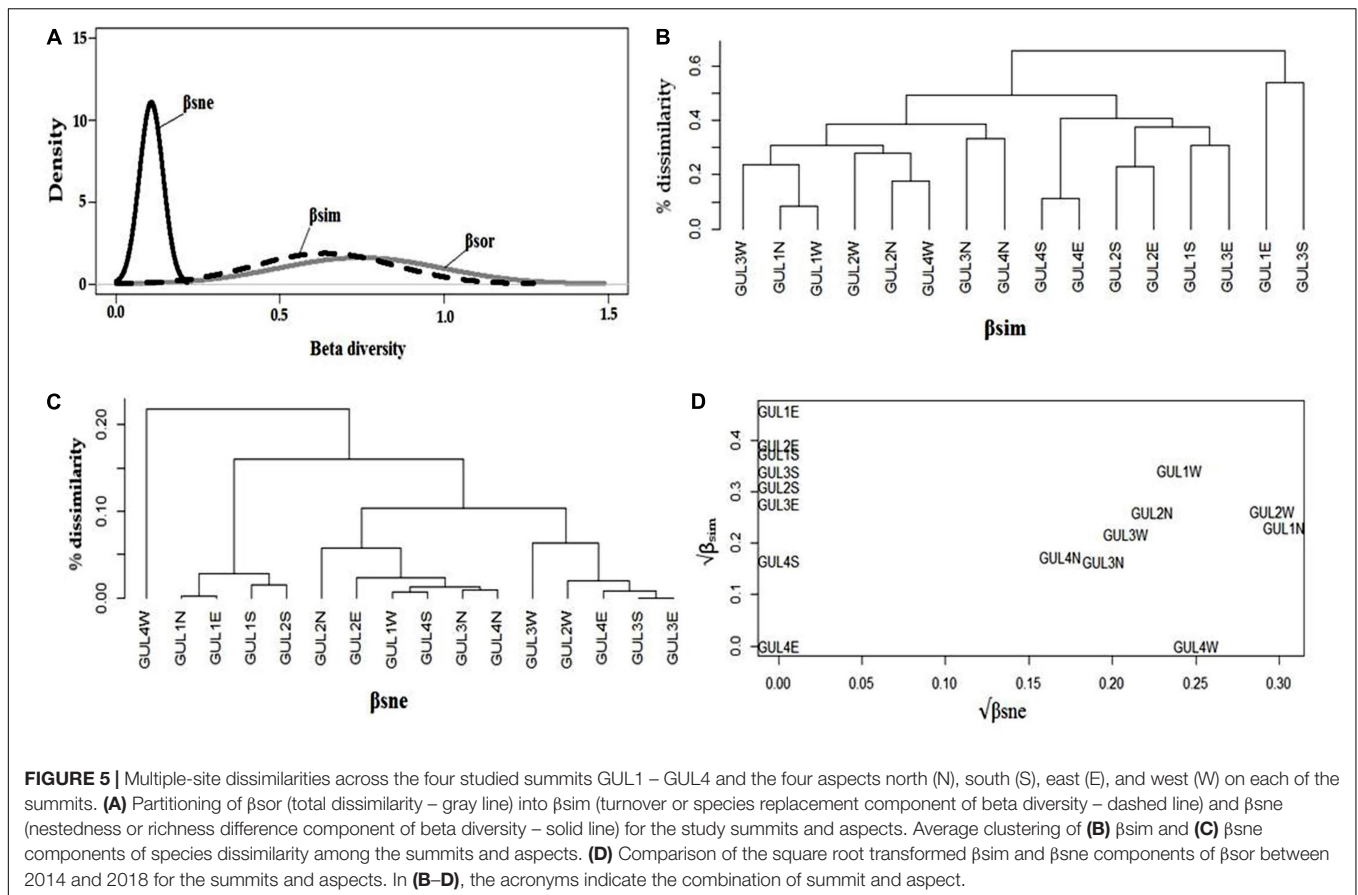 A
15
10
5
0
Density
βsne
βsim
βsor
0.0 0.5 1.0 1.5
Beta diversity
B
0.6
0.4
0.2
0.0
% dissimilarity
GUL3W
GUL1N
GUL1W
GUL2W
GUL2N
GUL4W
GUL3N
GUL4N
GUL4S
GUL4E
GUL2S
GUL2E
GUL1S
GUL3E
GUL1E
GUL3S
βsim
C
0.20
0.10
0.00
% dissimilarity
GUL4W
GUL1N
GUL1E
GUL1S
GUL2S
GUL2N
GUL2E
GUL1W
GUL4S
GUL3N
GUL4N
GUL3W
GUL2W
GUL4E
GUL3S
GUL3E
βsne
D
0.4
0.3
0.2
0.1
0.0
√βsim
GUL1E
GUL2E
GUL1S
GUL3S
GUL2S
GUL3E
GUL4S
GUL4E
GUL1W
GUL2N
GUL2W
GUL1N
GUL3W
GUL4N
GUL3N
GUL4W
0.00 0.05 0.10 0.15 0.20 0.25 0.30
√βsne
FIGURE 5 | Multiple-site dissimilarities across the four studied summits GUL1 – GUL4 and the four aspects north (N), south (S), east (E), and west (W) on each of the
summits. (A) Partitioning of βsor (total dissimilarity – gray line) into βsim (turnover or species replacement component of beta diversity – dashed line) and βsne
(nestedness or richness difference component of beta diversity – solid line) for the study summits and aspects. Average clustering of (B) βsim and (C) βsne
components of species dissimilarity among the summits and aspects. (D) Comparison of the square root transformed βsim and βsne components of βsor between
2014 and 2018 for the summits and aspects. In (B–D), the acronyms indicate the combination of summit and aspect.